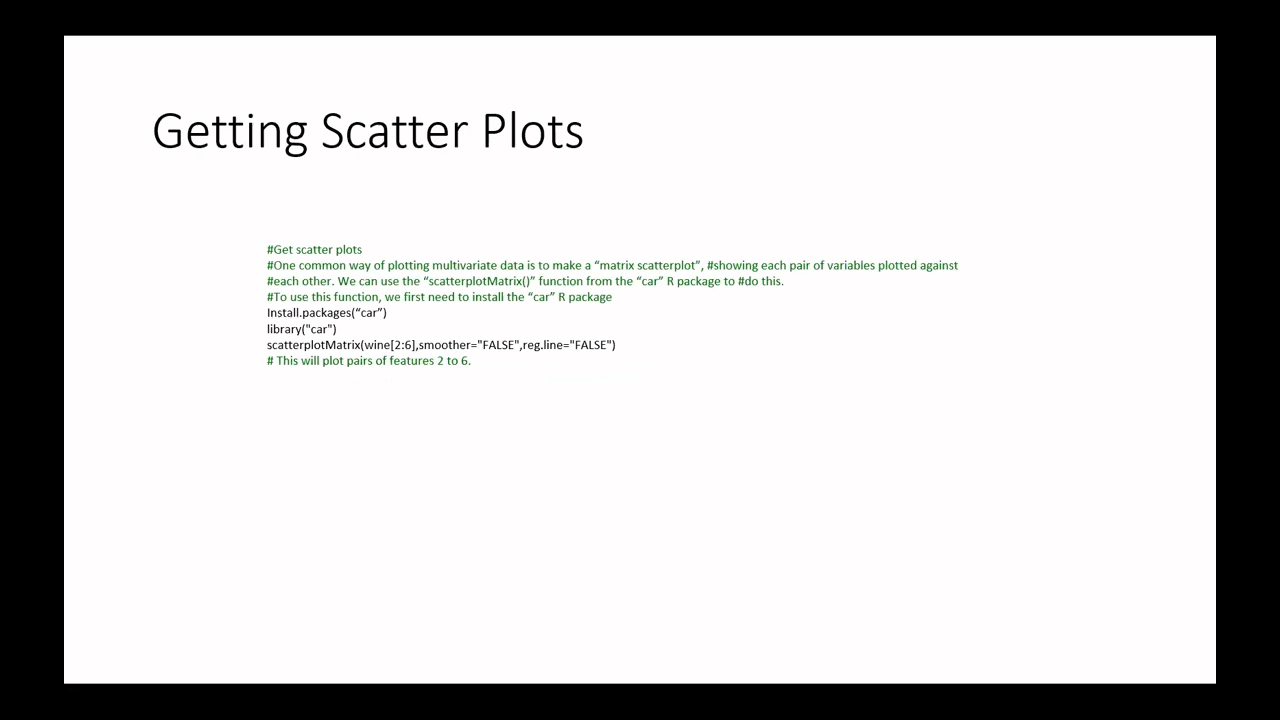 Getting Scatter Plots
#Get scatter plots
#One common way of plotting multivariate data is to make a “matrix scatterplot”, #showing each pair of variables plotted against
#each other. We can use the “scatterplotMatrix()” function from the “car” R package to #do this.
#To use this function, we first need to install the “car” R package
Install.packages(“car”)
library("car")
scatterplotMatrix(wine[2:6],smoother="FALSE",reg.line="FALSE")
# This will plot pairs of features 2 to 6.